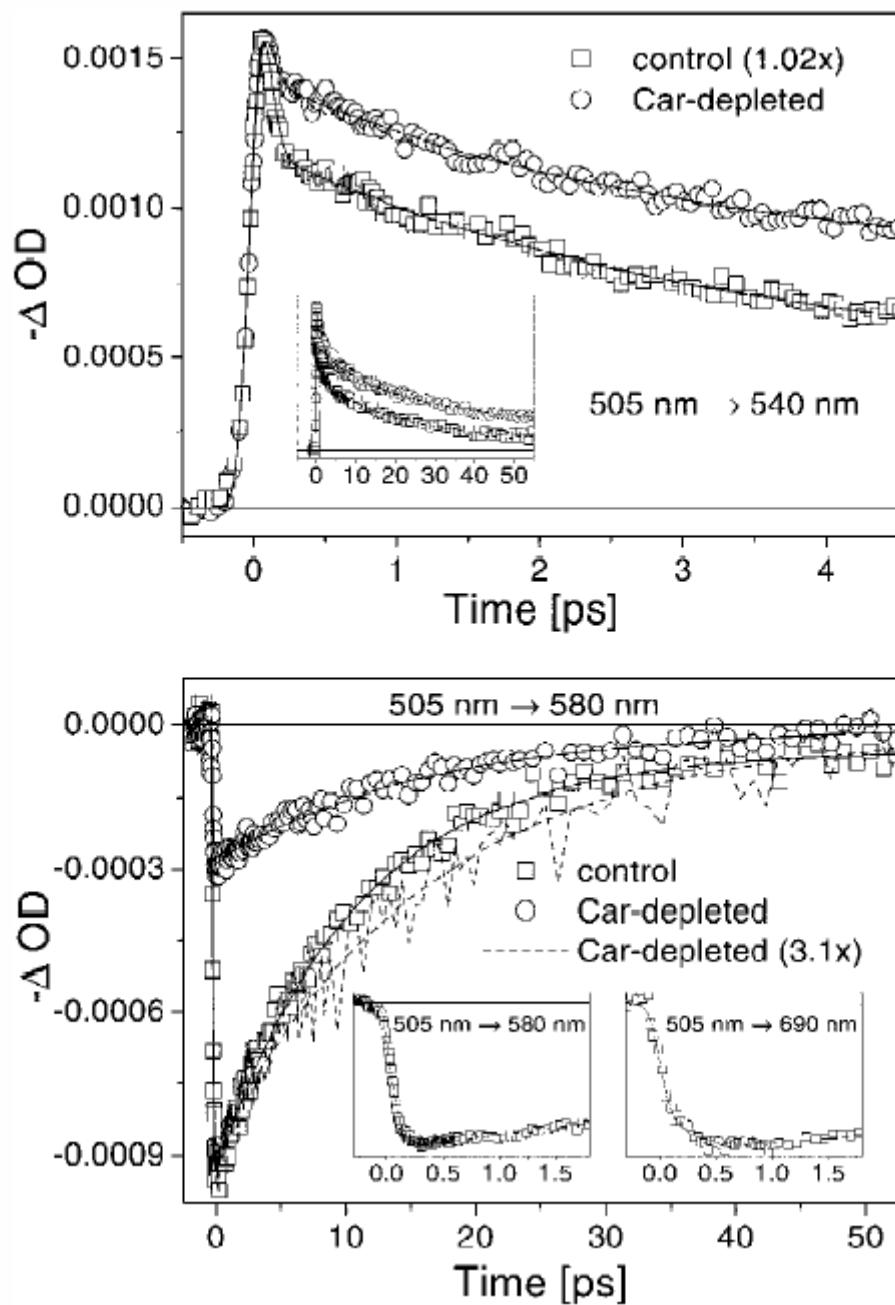 0.0015
0.0010
0.0005
0.0000
-Δ OD
control (1.02x)
Car-depleted
505 nm → 540 nm
0 10 20 30 40 50
0 1 2 3 4
Time [ps]
0.0000
-0.0003
-0.0006
-0.0009
-Δ OD
505 nm → 580 nm
control
Car-depleted
Car-depleted (3.1x)
505 nm → 580 nm
0.0 0.5 1.0 1.5
505 nm → 690 nm
0.0 0.5 1.0 1.5
0 10 20 30 40 50
Time [ps]